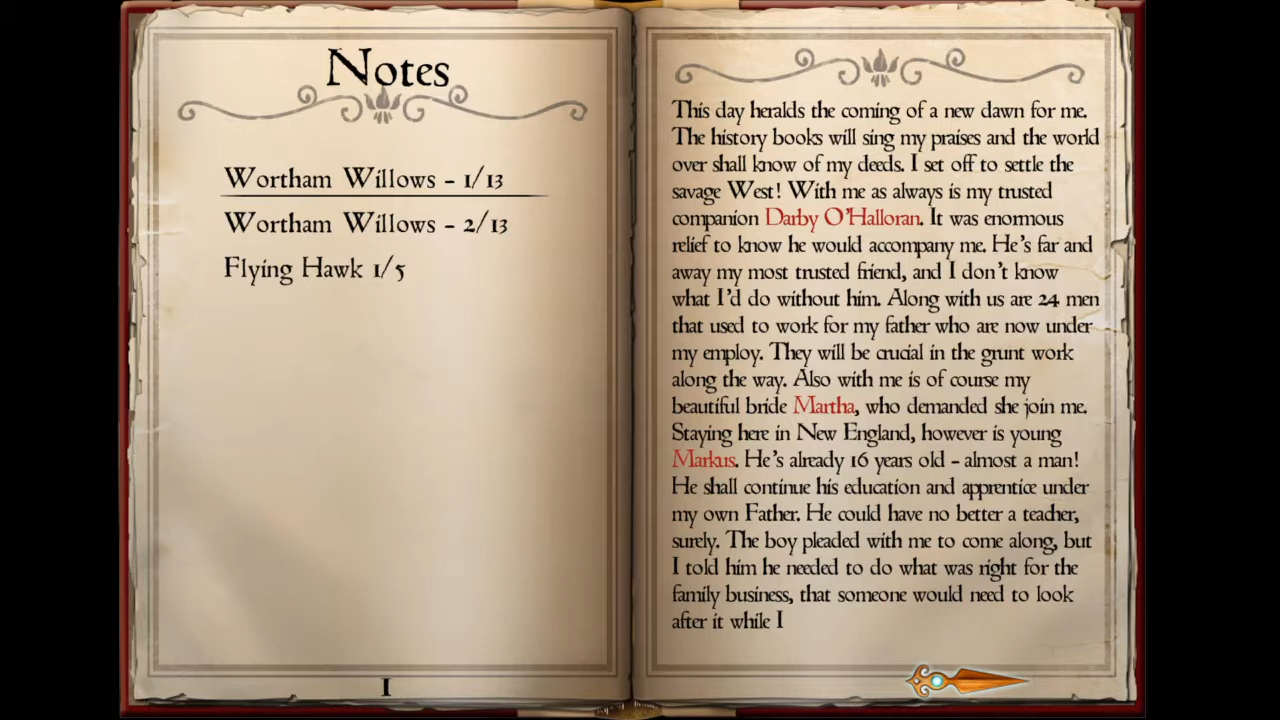 Notes
Wortham Willows - 1/13
Wortham Willows - 2/13
Flying Hawk 1/5
I
This day heralds the coming of a new dawn for me.
The history books will sing my praises and the world
over shall know of my deeds. I set off to settle the
savage West! With me as always is my trusted
companion Darby O'Halloran. It was enormous
relief to know he would accompany me. He's far and
away my most trusted friend, and I don't know
what I'd do without him. Along with us are 24 men
that used to work for my father who are now under
my employ. They will be crucial in the grunt work
along the way. Also with me is of course my
beautiful bride Martha, who demanded she join me.
Staying here in New England, however is young
Markus. He's already 16 years old - almost a man!
He shall continue his education and apprentice under
my own Father. He could have no better a teacher,
surely. The boy pleaded with me to come along, but
I told him he needed to do what was right for the
family business, that someone would need to look
after it while I